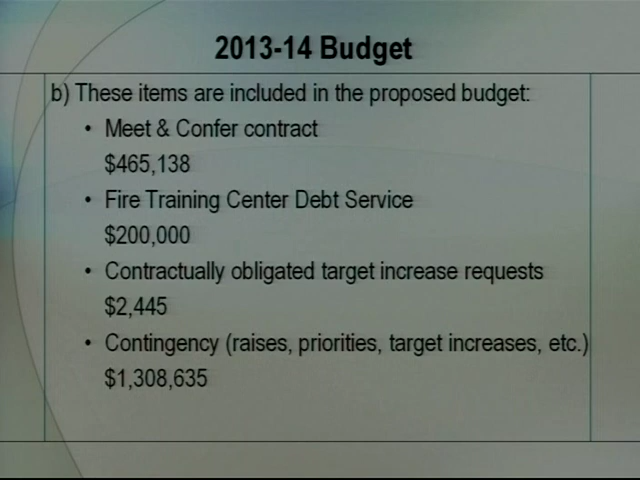 2013-14 Budget
b) These items are included in the proposed budget:
• Meet & Confer contract
$465,138
• Fire Training Center Debt Service
$200,000
• Contractually obligated target increase requests
$2,445
• Contingency (raises, priorities, target increases, etc.)
$1,308,635